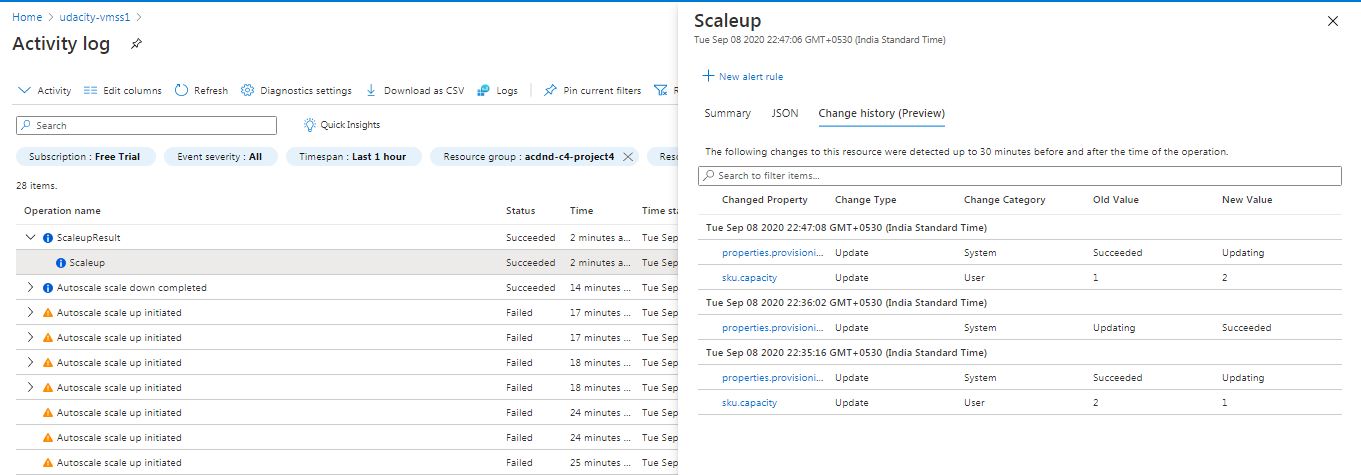 Home > udacity-vmss1 >
Activity log
Activity Edit columns Refresh Diagnostics settings Download as CSV Logs Pin current filters R
Search
Quick Insights
Subscription : Free Trial Event severity : All Timespan : Last 1 hour Resource group : acdnd-c4-project4 Reso
28 items.
Operation name Status Time Time sta
ScaleupResult Succeeded 2 minutes a... Tue Sep
Scaleup Succeeded 2 minutes a... Tue Sep
Autoscale scale down completed Succeeded 14 minutes ... Tue Sep
Autoscale scale up initiated Failed 17 minutes ... Tue Sep
Autoscale scale up initiated Failed 17 minutes ... Tue Sep
Autoscale scale up initiated Failed 18 minutes ... Tue Sep
Autoscale scale up initiated Failed 18 minutes ... Tue Sep
Autoscale scale up initiated Failed 24 minutes ... Tue Sep
Autoscale scale up initiated Failed 24 minutes ... Tue Sep
Autoscale scale up initiated Failed 25 minutes ... Tue Sep
Scaleup
Tue Sep 08 2020 22:47:06 GMT+0530 (India Standard Time)
New alert rule
Summary JSON Change history (Preview)
The following changes to this resource were detected up to 30 minutes before and after the time of the operation.
Search to filter items...
Changed Property Change Type Change Category Old Value New Value
Tue Sep 08 2020 22:47:08 GMT+0530 (India Standard Time)
properties.provisioni... Update System Succeeded Updating
sku.capacity Update User 1 2
Tue Sep 08 2020 22:36:02 GMT+0530 (India Standard Time)
properties.provisioni... Update System Updating Succeeded
Tue Sep 08 2020 22:35:16 GMT+0530 (India Standard Time)
properties.provisioni... Update System Succeeded Updating
sku.capacity Update User 2 1